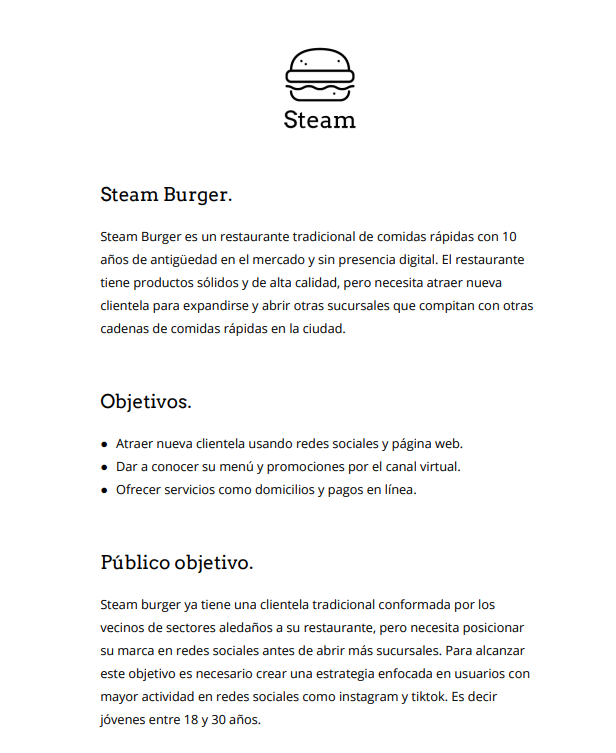 Steam
Steam Burger.
Steam Burger es un restaurante tradicional de comidas rápidas con 10
años de antigüedad en el mercado y sin presencia digital. El restaurante
tiene productos sólidos y de alta calidad, pero necesita atraer nueva
clientela para expandirse y abrir otras sucursales que compitan con otras
cadenas de comidas rápidas en la ciudad.
Objetivos.
● Atraer nueva clientela usando redes sociales y página web.
● Dar a conocer su menú y promociones por el canal virtual.
● Ofrecer servicios como domicilios y pagos en línea.
Público objetivo.
Steam burger ya tiene una clientela tradicional conformada por los
vecinos de sectores aledaños a su restaurante, pero necesita posicionar
su marca en redes sociales antes de abrir más sucursales. Para alcanzar
este objetivo es necesario crear una estrategia enfocada en usuarios con
mayor actividad en redes sociales como instagram y tiktok. Es decir
jóvenes entre 18 y 30 años.